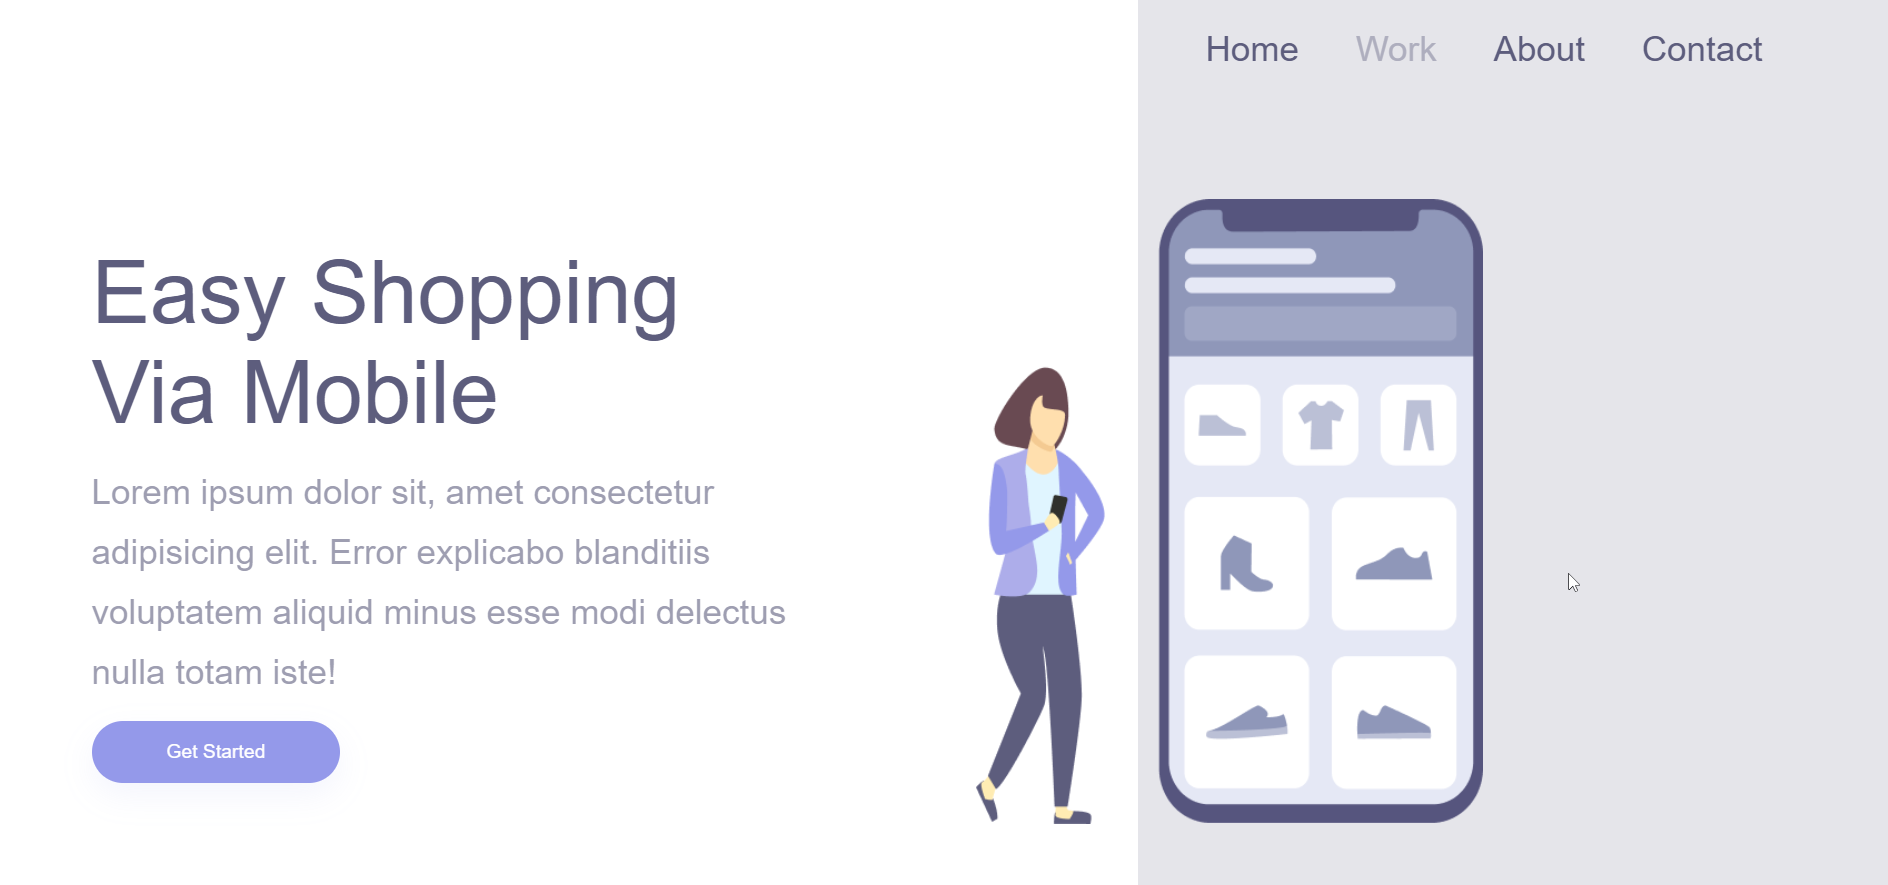 Home Work About Contact
Easy Shopping
Via Mobile
Lorem ipsum dolor sit, amet consectetur
adipisicing elit. Error explicabo blanditiis
voluptatem aliquid minus esse modi delectus
nulla totam iste!
Get Started